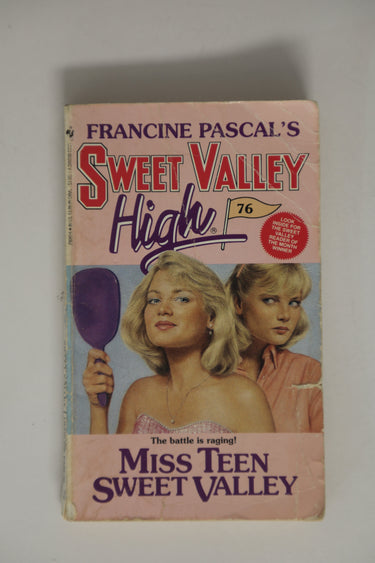 FRANCINE PASCAL'S
SWEET VALLEY
High®
76
LOOK
INSIDE FOR
THE SWEET
VALLEY
READER OF
THE MONTH
WINNER
The battle is raging!
MISS TEEN
SWEET VALLEY